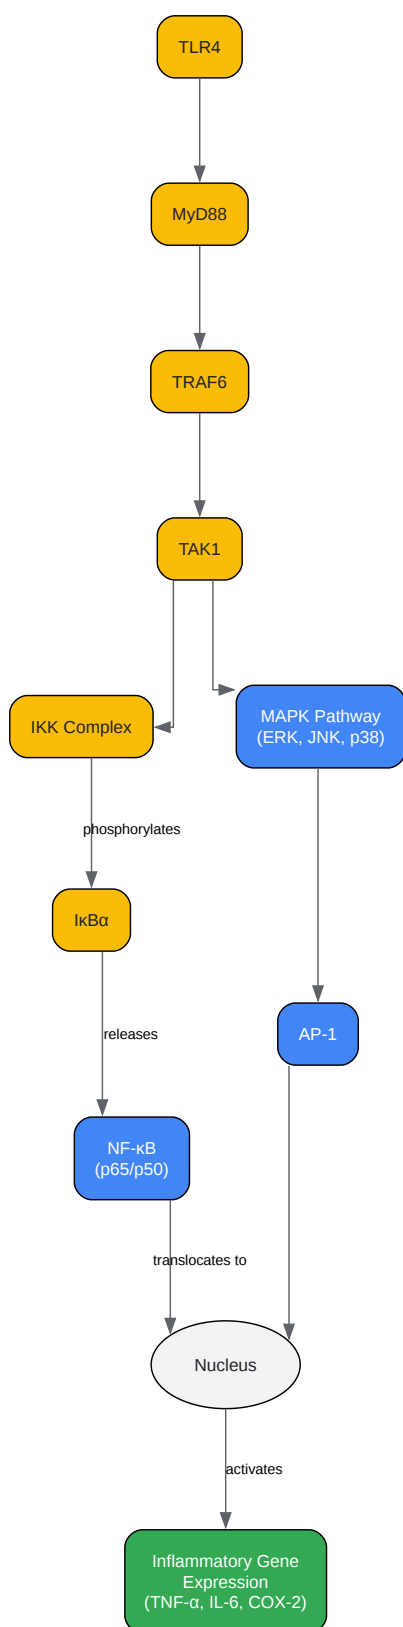 TLR4
MyD88
TRAF6
TAK1
IKK Complex
MAPK Pathway
(ERK, JNK, p38)
phosphorylates
IκBα
releases
AP-1
NF-κB
(p65/p50)
translocates to
Nucleus
activates
Inflammatory Gene
Expression
(TNF-α, IL-6, COX-2)